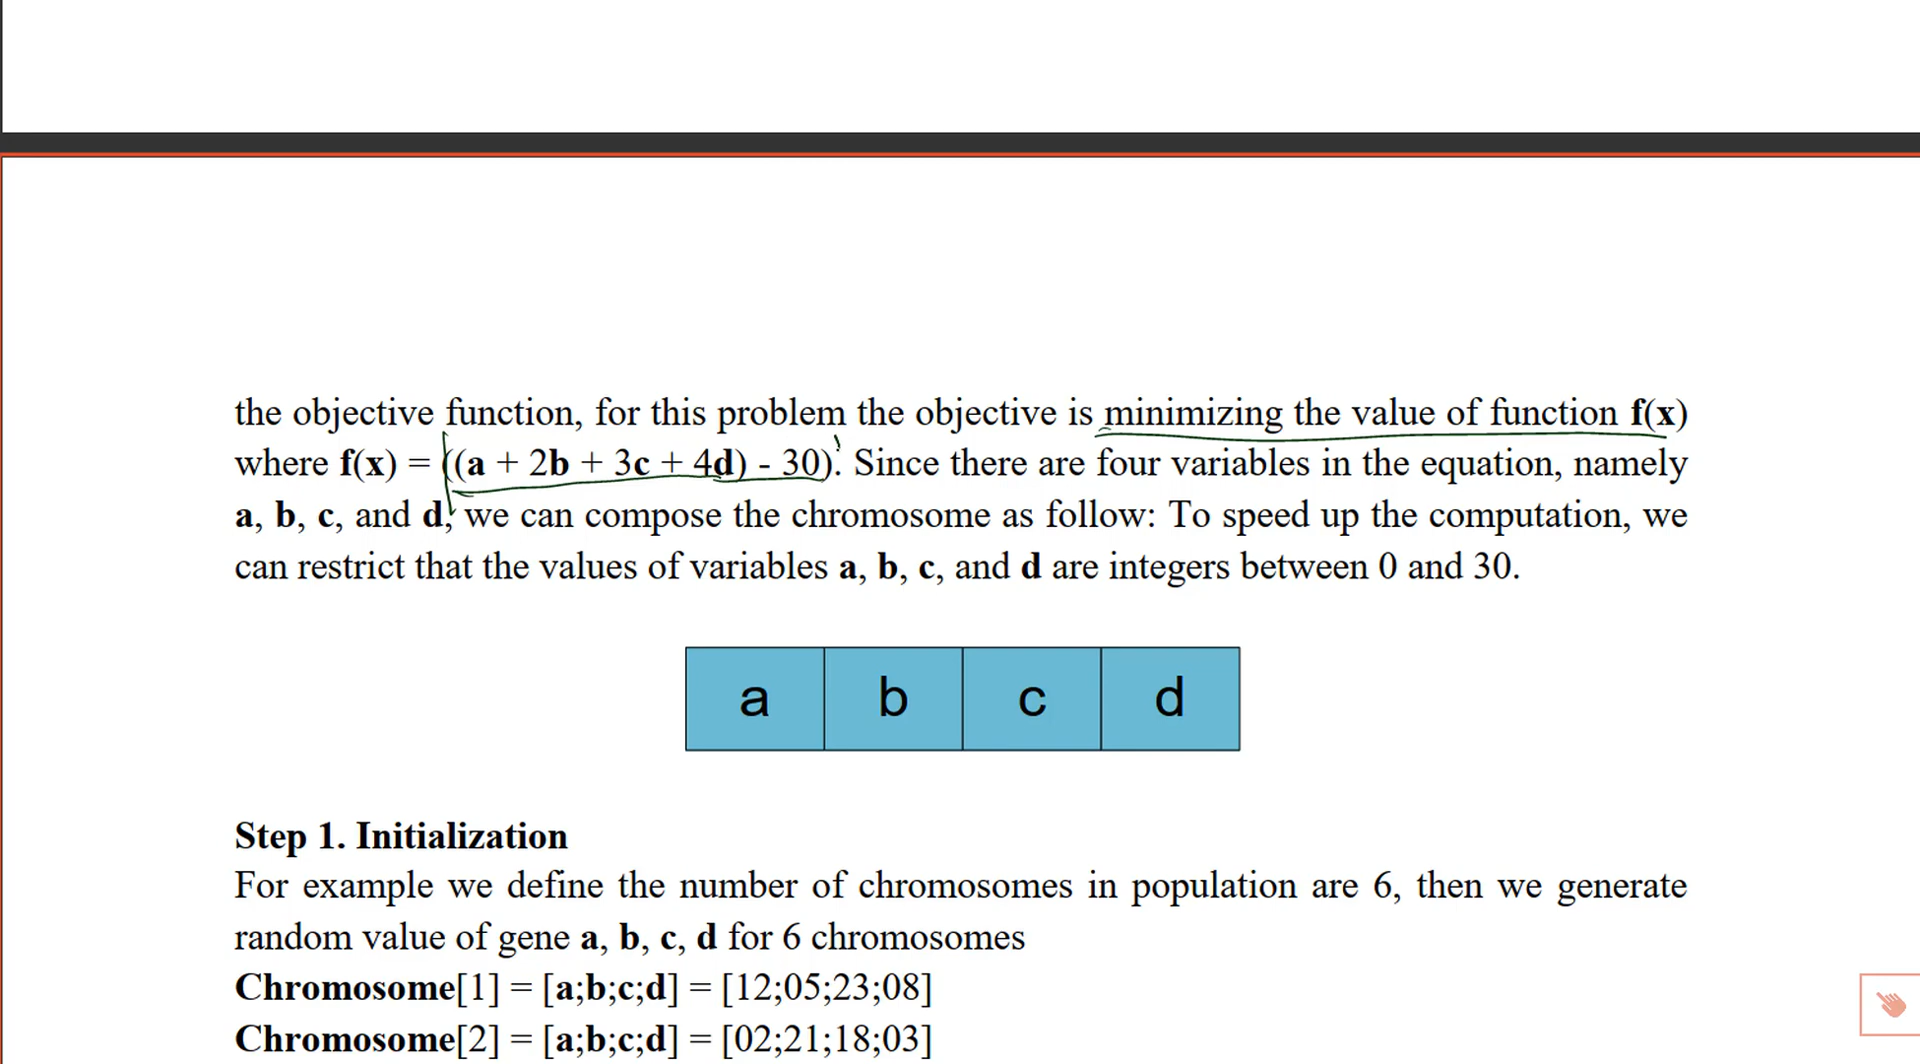 the objective function, for this problem the objective is minimizing the value of function f(x)
where f(x) = ((a + 2b + 3c + 4d) - 30). Since there are four variables in the equation, namely
a, b, c, and d, we can compose the chromosome as follow: To speed up the computation, we
can restrict that the values of variables a, b, c, and d are integers between 0 and 30.
a b c d
Step 1. Initialization
For example we define the number of chromosomes in population are 6, then we generate
random value of gene a, b, c, d for 6 chromosomes
Chromosome[1] = [a;b;c;d] = [12;05;23;08]
Chromosome[2] = [a;b;c;d] = [02;21;18;03]